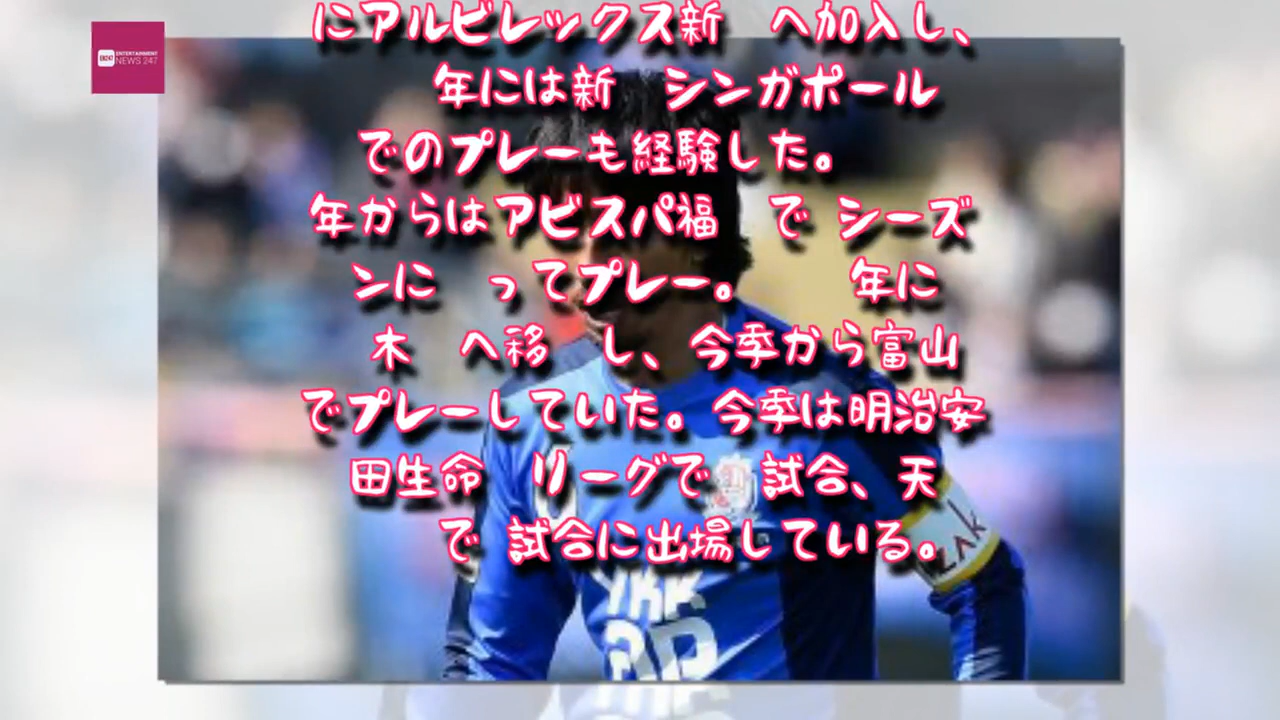 ENTERTAINMENT
NEWS 247
にアルビレックス新　へ加入し、
年には新　シンガポール
でのプレーも経験した。
年からはアビスパ福　で シーズ
ンに　ってプレー。　年に
木　へ移　し、今季から富山
でプレーしていた。今季は明治安
田生命　リーグで　試合、天
で 試合に出場している。
YKK
AP